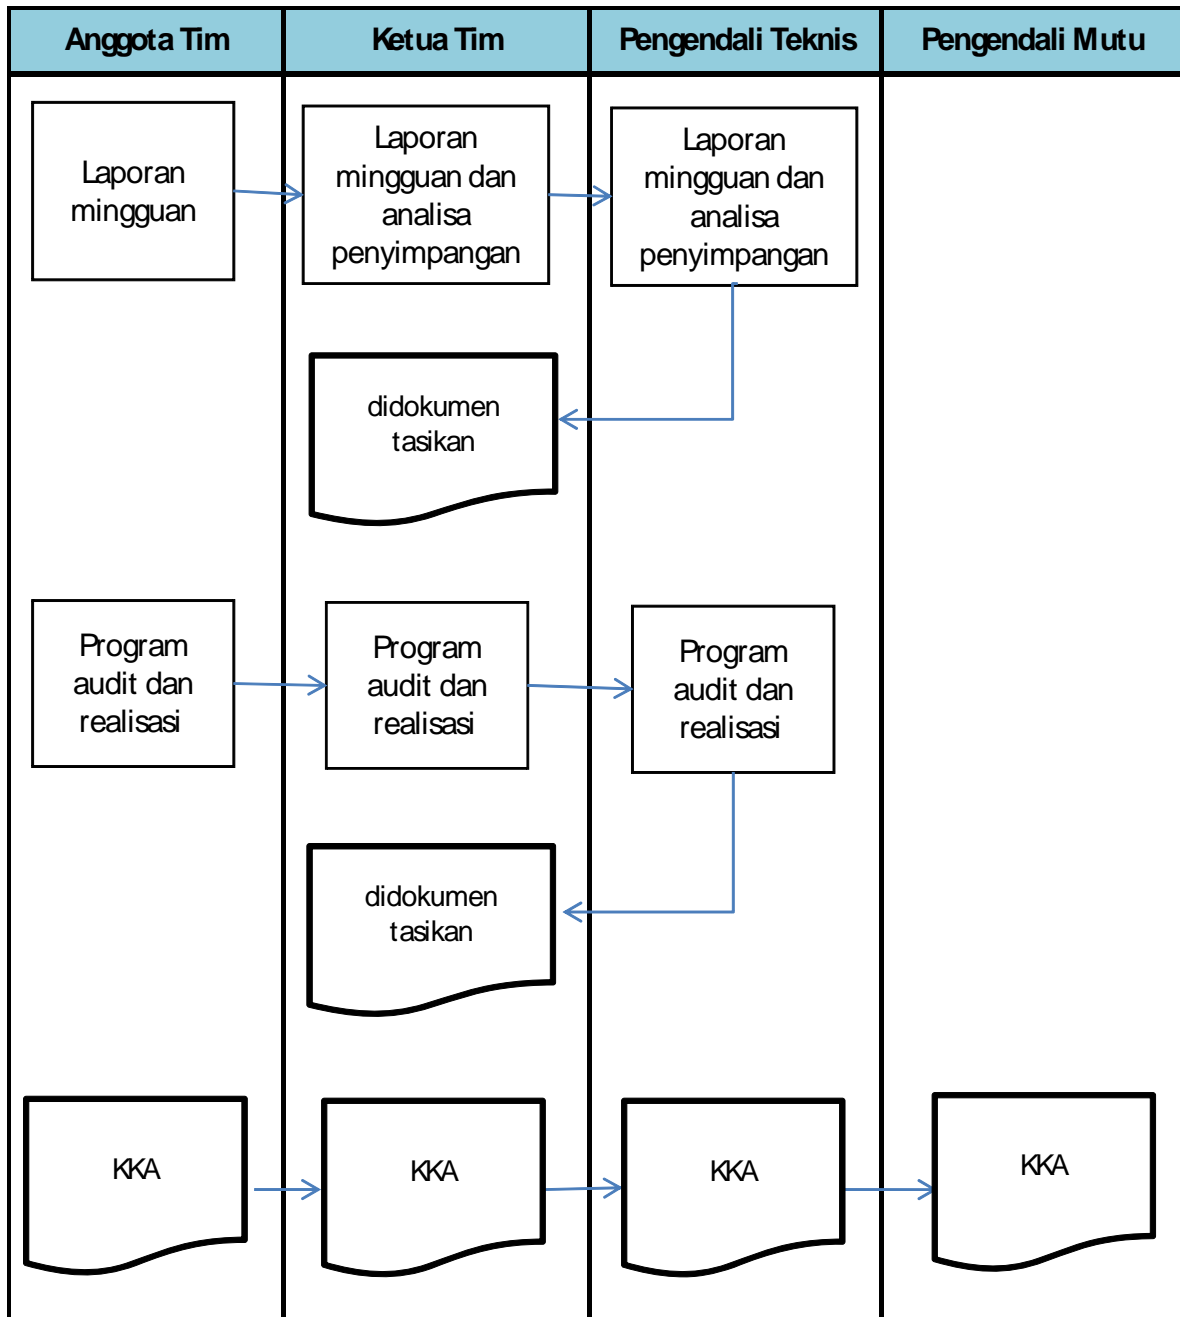 Anggota Tim
Ketua Tim
Pengendali Teknis
Pengendali Mutu
Laporan
mingguan
Laporan
mingguan dan
analisa
penyimpangan
Laporan
mingguan dan
analisa
penyimpangan
didokumen
tasikan
Program
audit dan
realisasi
Program
audit dan
realisasi
Program
audit dan
realisasi
didokumen
tasikan
KKA
KKA
KKA
KKA